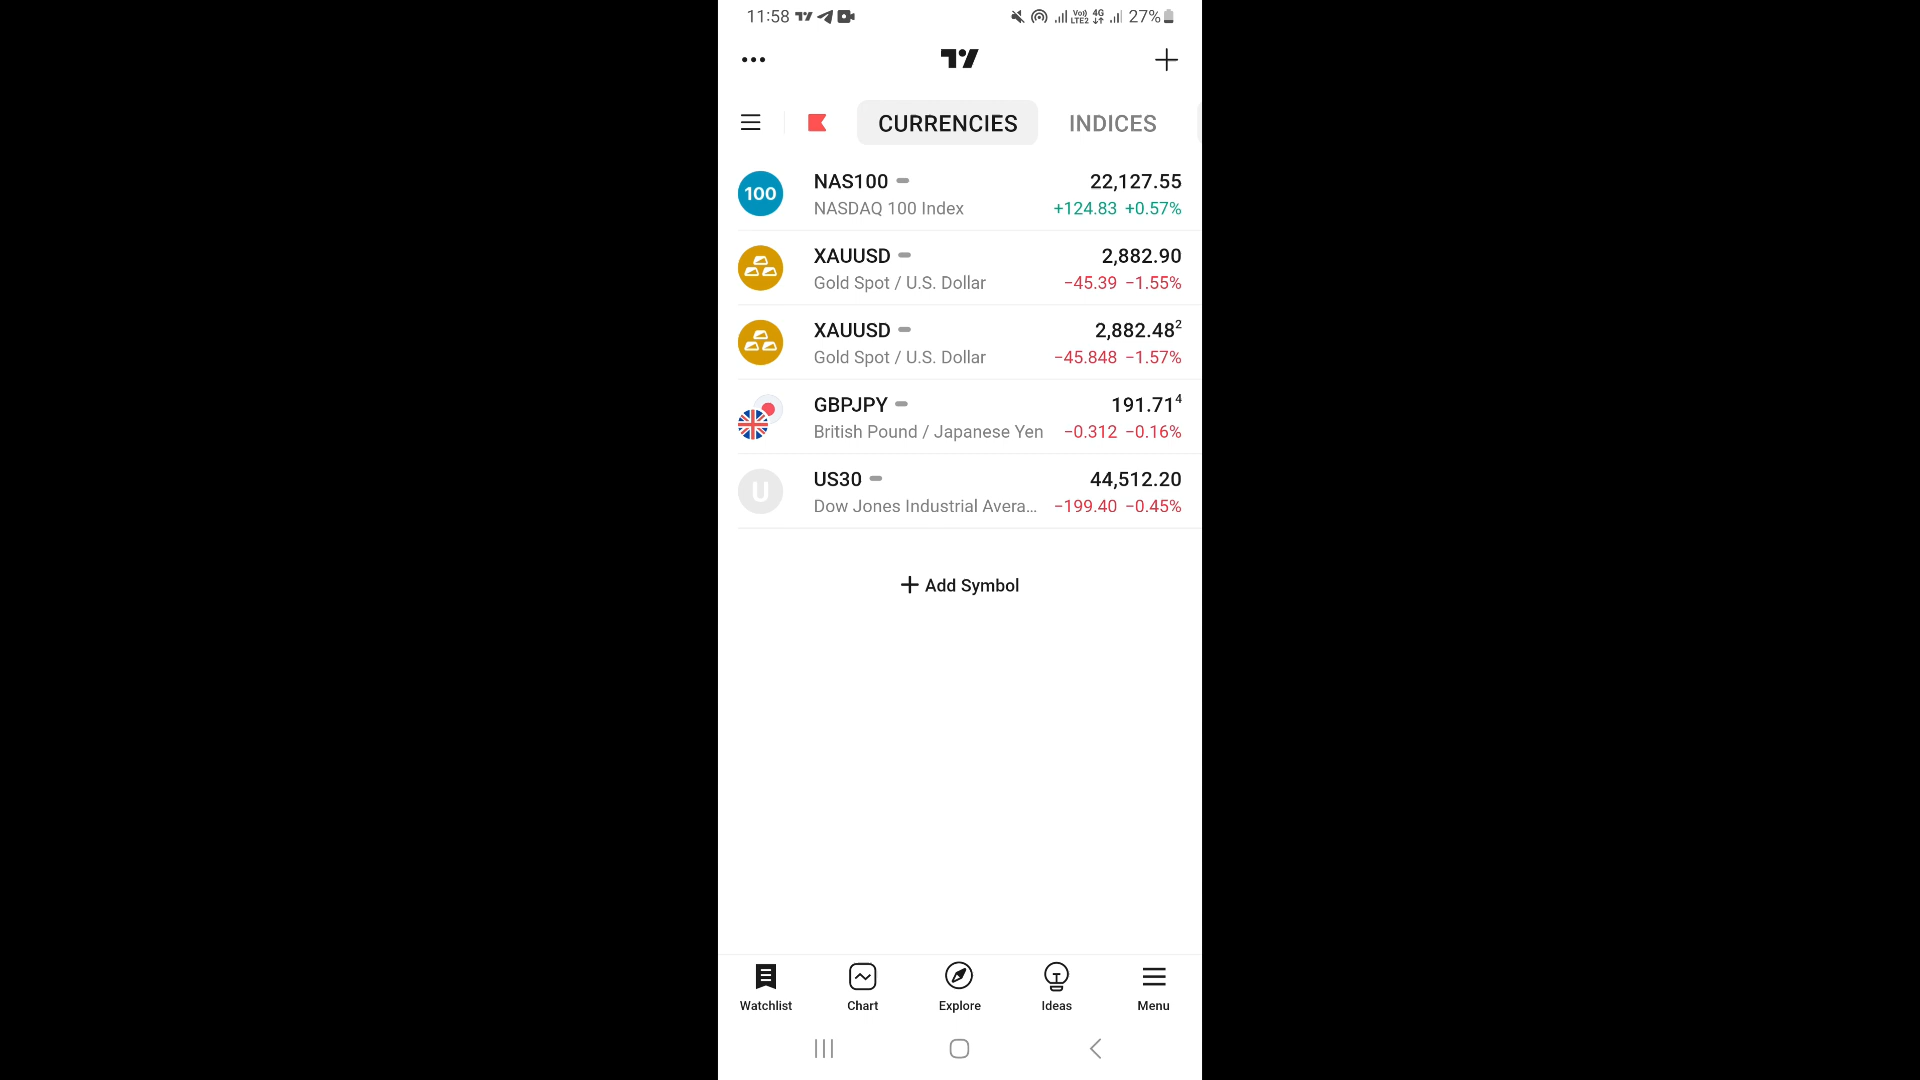 11:58 27%
CURRENCIES INDICES
100 NAS100 22,127.55
NASDAQ 100 Index +124.83 +0.57%
XAUUSD 2,882.90
Gold Spot / U.S. Dollar −45.39 −1.55%
XAUUSD 2,882.48²
Gold Spot / U.S. Dollar −45.848 −1.57%
GBPJPY 191.71⁴
British Pound / Japanese Yen −0.312 −0.16%
U US30 44,512.20
Dow Jones Industrial Avera... −199.40 −0.45%
Add Symbol
Watchlist Chart Explore Ideas Menu